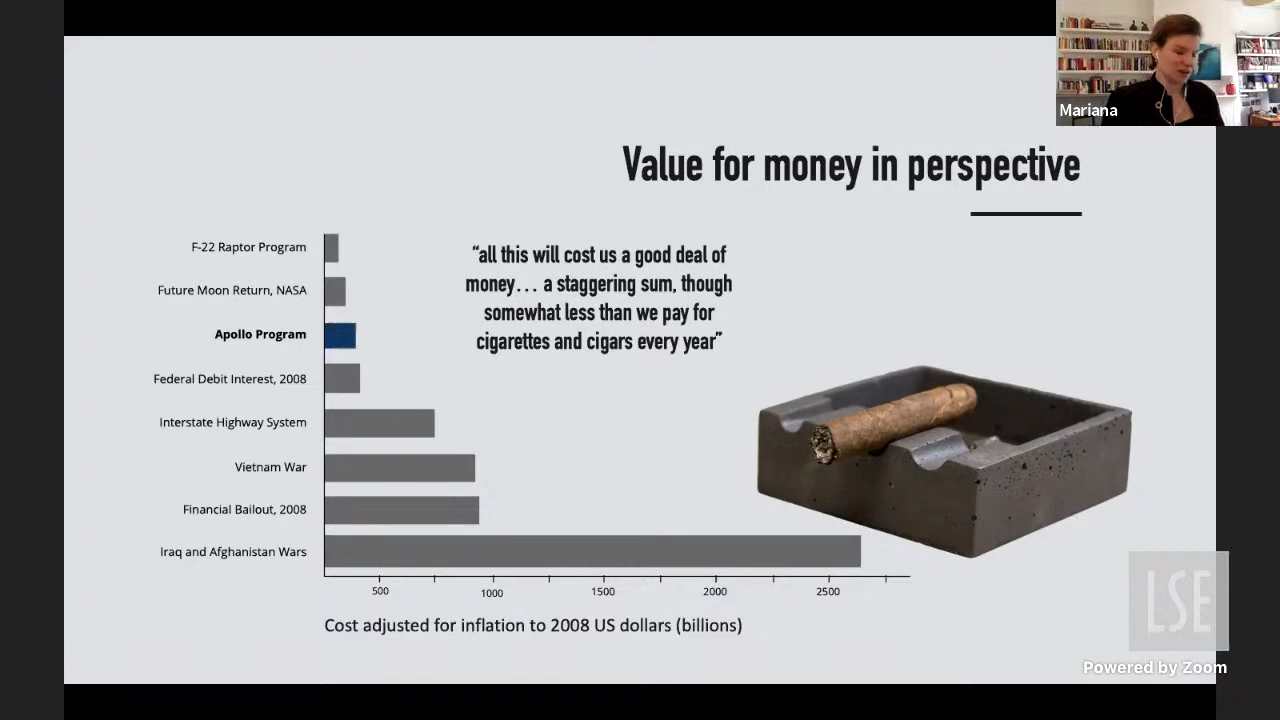 Mariana
Value for money in perspective
“all this will cost us a good deal of
money... a staggering sum, though
somewhat less than we pay for
cigarettes and cigars every year”
F-22 Raptor Program
Future Moon Return, NASA
Apollo Program
Federal Debit Interest, 2008
Interstate Highway System
Vietnam War
Financial Bailout, 2008
Iraq and Afghanistan Wars
500 1000 1500 2000 2500
Cost adjusted for inflation to 2008 US dollars (billions)
LSE
Powered by Zoom